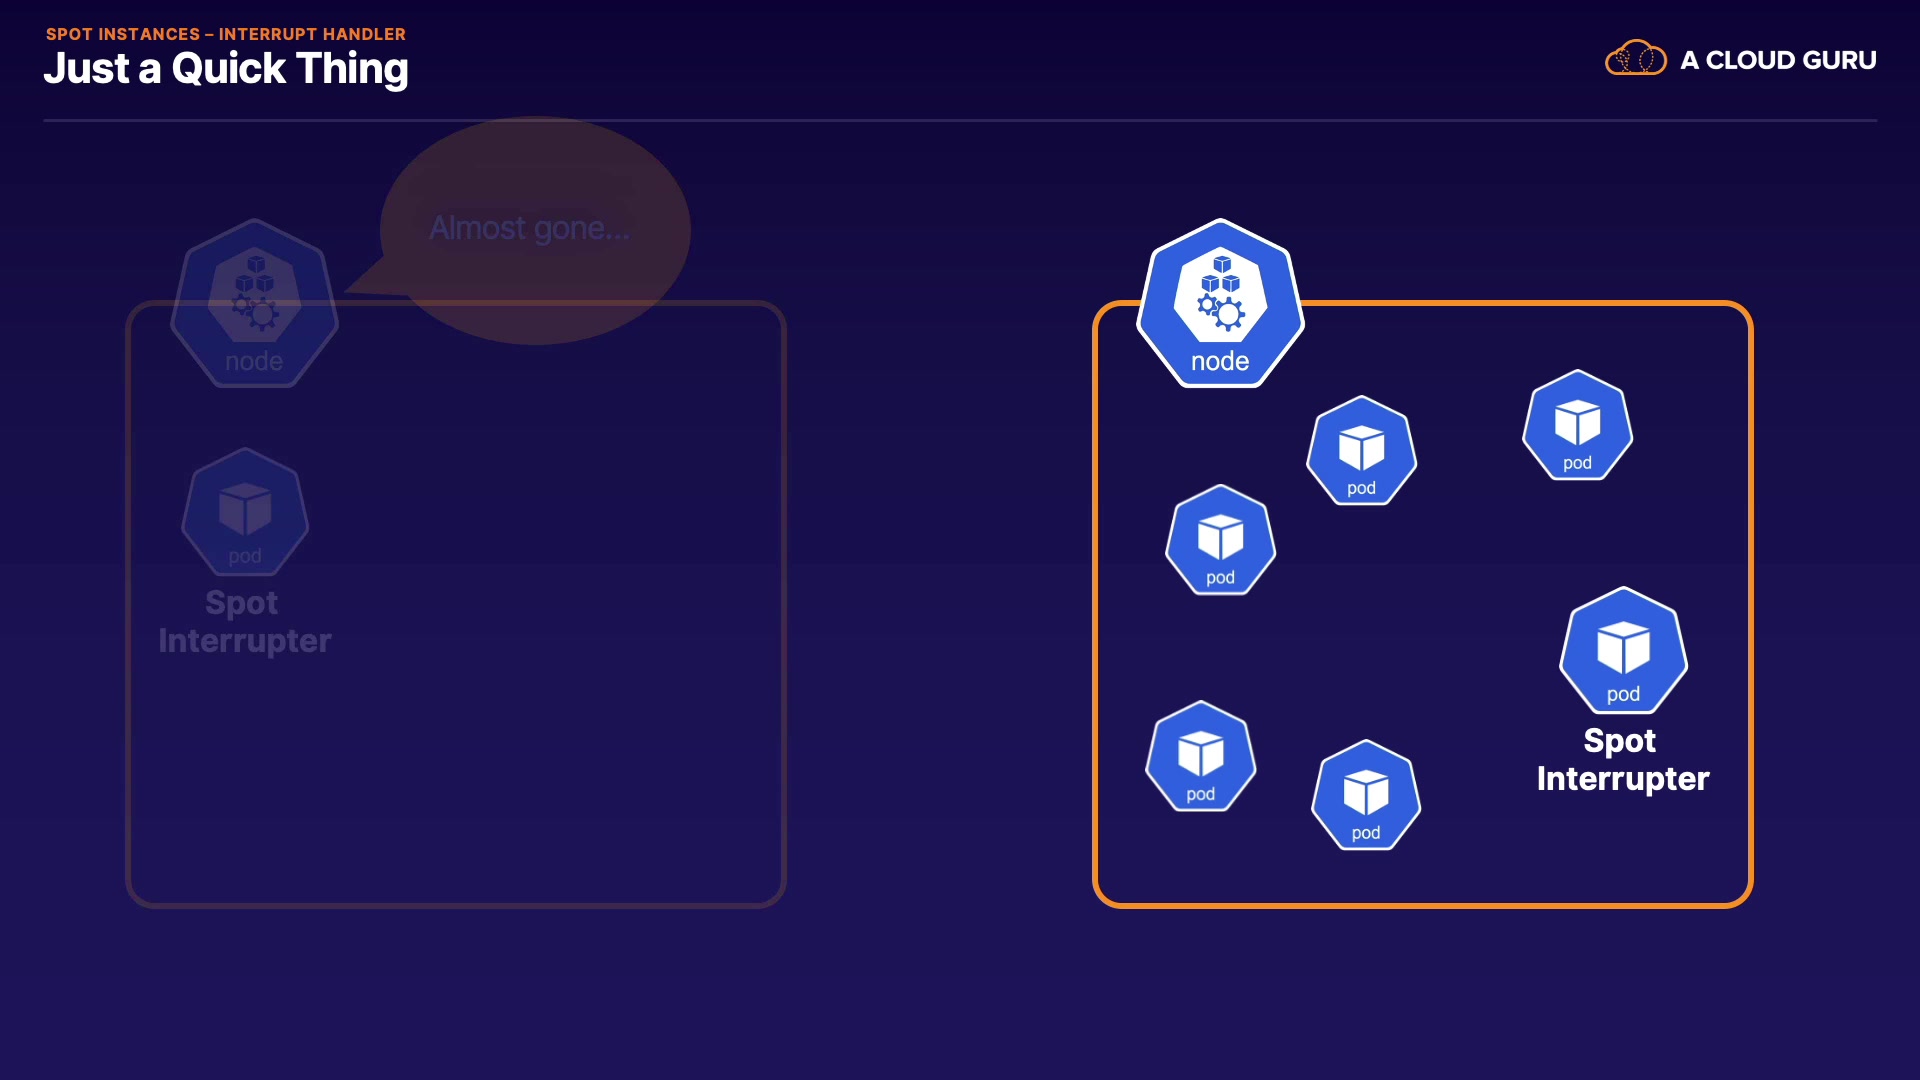 SPOT INSTANCES – INTERRUPT HANDLER
Just a Quick Thing
A CLOUD GURU
Almost gone...
node
pod
Spot
Interrupter
node
pod
pod
pod
pod
Spot
Interrupter
pod
pod